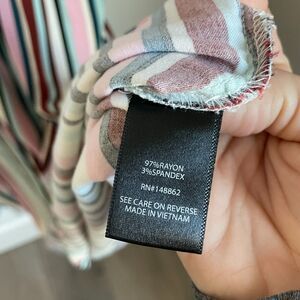 97%RAYON
3%SPANDEX
RN#148862
SEE CARE ON REVERSE
MADE IN VIETNAM